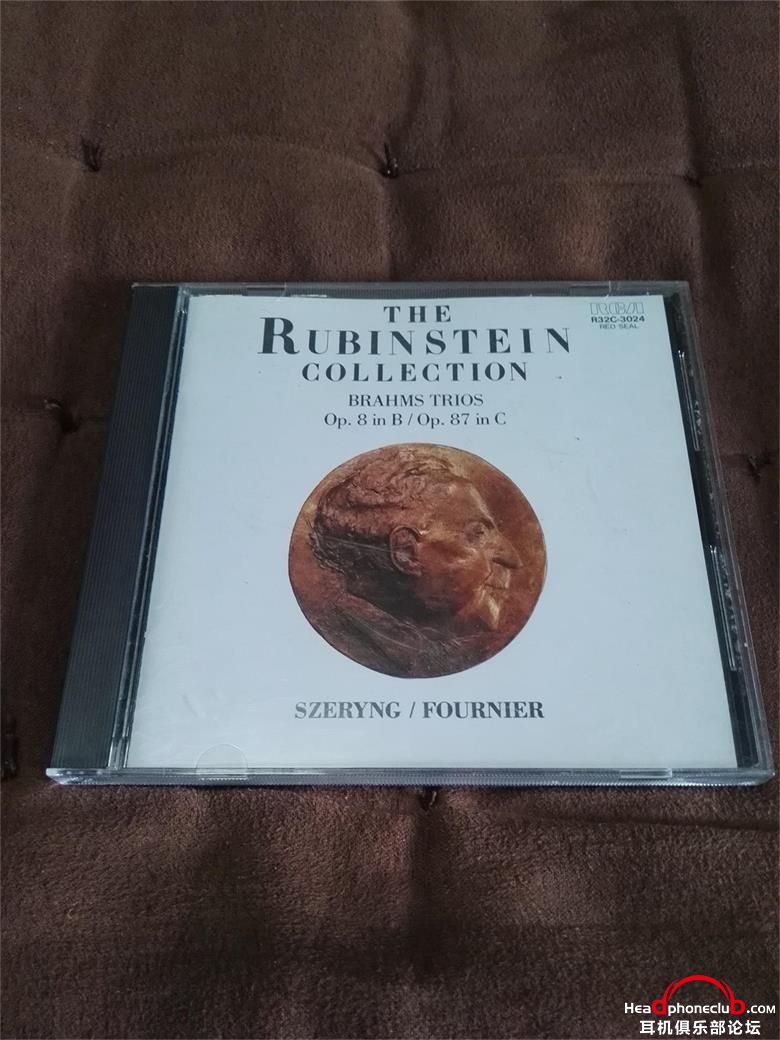 THE
RUBINSTEIN
COLLECTION
BRAHMS TRIOS
Op. 8 in B / Op. 87 in C
RCA
R32C-3024
RED SEAL
SZERYNG / FOURNIER
Headphoneclub.com
耳机俱乐部论坛